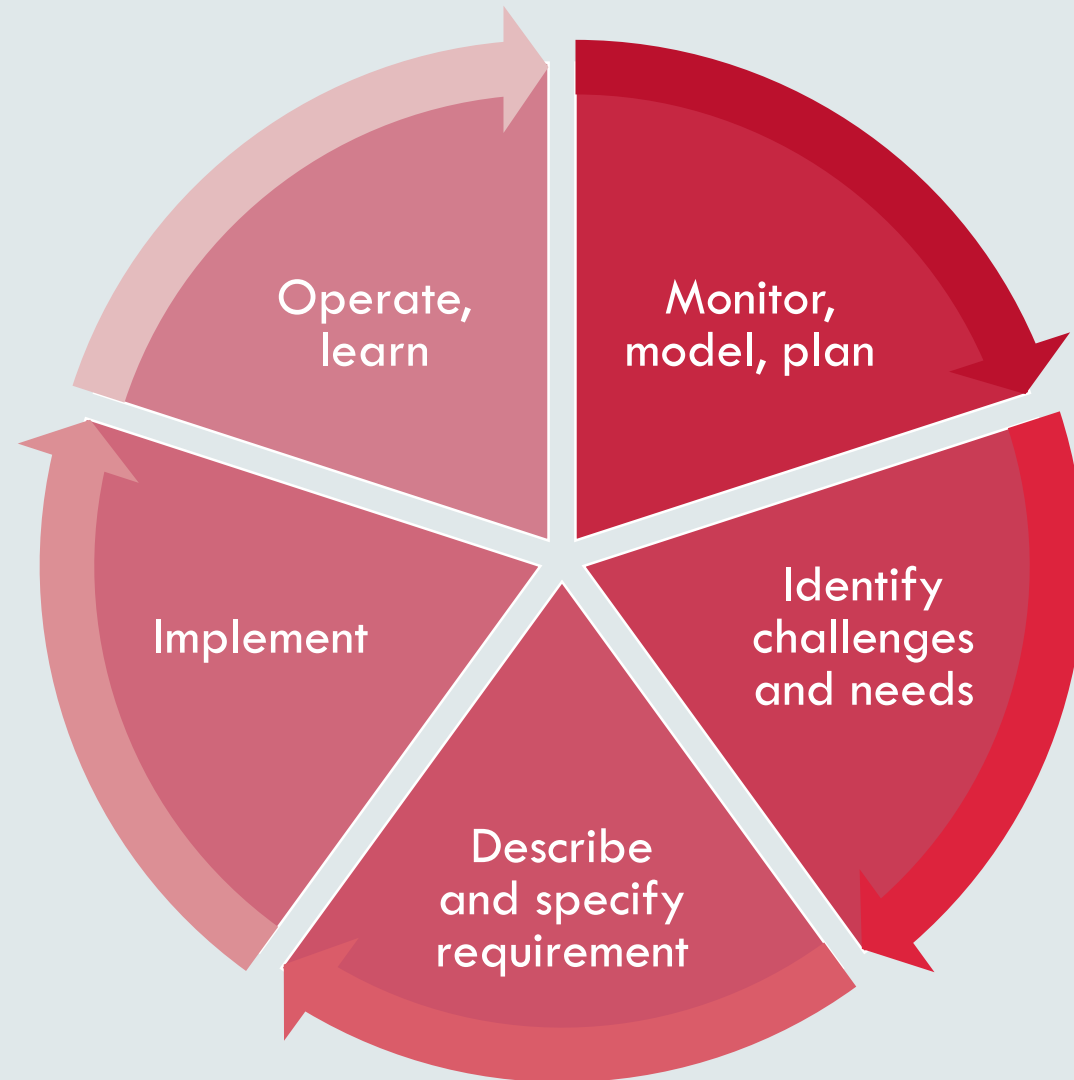 Operate,
learn
Monitor,
model, plan
Identify
challenges
and needs
Implement
Describe
and specify
requirement